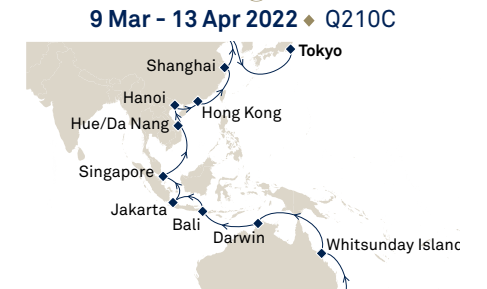 9 Mar - 13 Apr 2022 ◆ Q210C
Tokyo
Shanghai
Hanoi
Hong Kong
Hue/Da Nang
Singapore
Jakarta
Bali
Darwin
Whitsunday Islanc